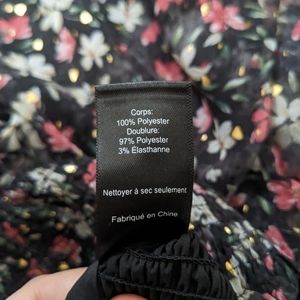 Corps:
100% Polyester
Doublure:
97% Polyester
3% Élasthanne
Nettoyer à sec seulement
Fabriqué en Chine